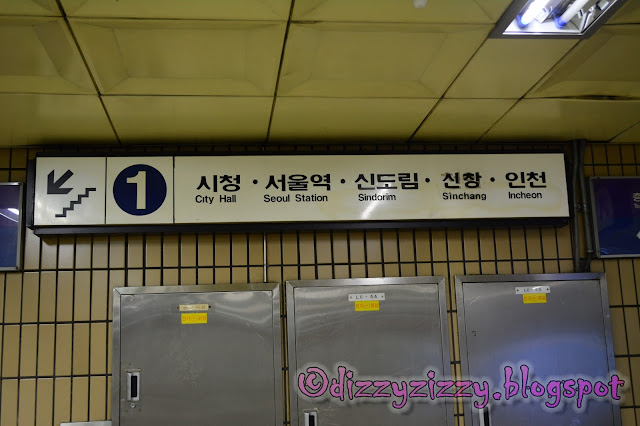 1 시청 · 서울역 · 신도림 · 신창 · 인천
City Hall Seoul Station Sindorim Sinchang Incheon
©dizzyzizzy.blogspot